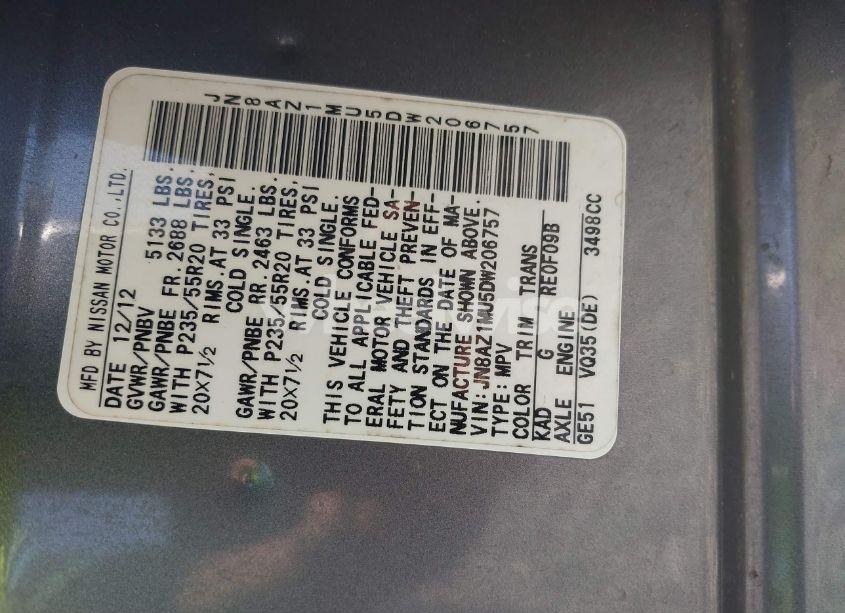 JN8AZ1MU5DW206757
MFD BY NISSAN MOTOR CO.,LTD.
DATE 12/12
GVWR/PNBV 5133 LBS.
GAWR/PNBE FR. 2688 LBS.
WITH P235/55R20 TIRES,
20X7½ RIMS.AT 33 PSI
COLD SINGLE.
GAWR/PNBE RR. 2463 LBS.
WITH P235/55R20 TIRES,
20X7½ RIMS.AT 33 PSI
COLD SINGLE.
THIS VEHICLE CONFORMS
TO ALL APPLICABLE FED-
ERAL MOTOR VEHICLE SA-
FETY AND THEFT PREVEN-
TION STANDARDS IN EFF-
ECT ON THE DATE OF MA-
NUFACTURE SHOWN ABOVE.
VIN:JN8AZ1MU5DW206757
TYPE:MPV
COLOR TRIM TRANS
KAD G RE0F09B
AXLE ENGINE
GE51 VQ35(DE) 3498CC